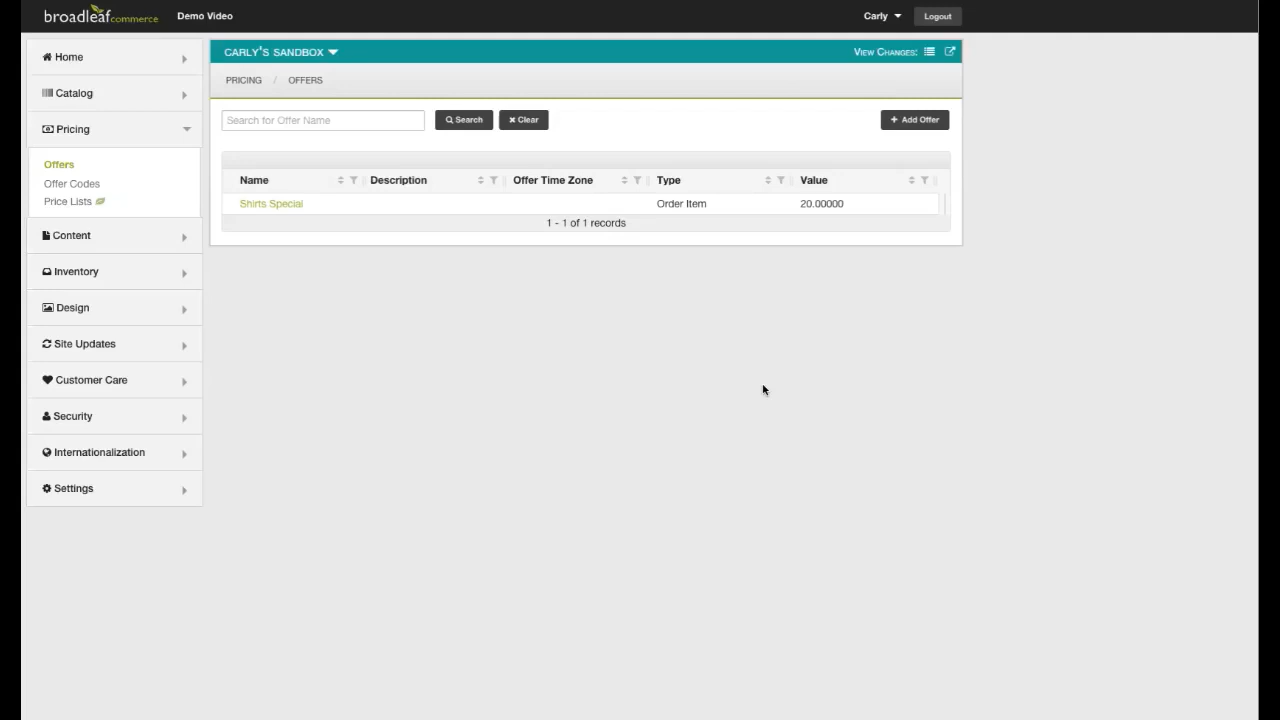 broadleafcommerce Demo Video Carly Logout
Home
Catalog
Pricing
Offers
Offer Codes
Price Lists
Content
Inventory
Design
Site Updates
Customer Care
Security
Internationalization
Settings
CARLY'S SANDBOX VIEW CHANGES:
PRICING / OFFERS
Search for Offer Name Search Clear Add Offer
Name Description Offer Time Zone Type Value
Shirts Special Order Item 20.00000
1 - 1 of 1 records